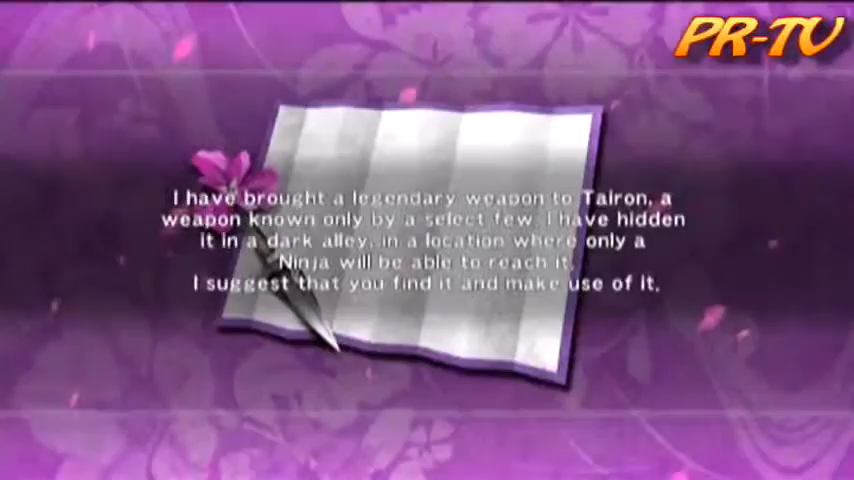 PR-TV
I have brought a legendary weapon to Tairon, a
weapon known only by a select few. I have hidden
it in a dark alley, in a location where only a
Ninja will be able to reach it.
I suggest that you find it and make use of it.